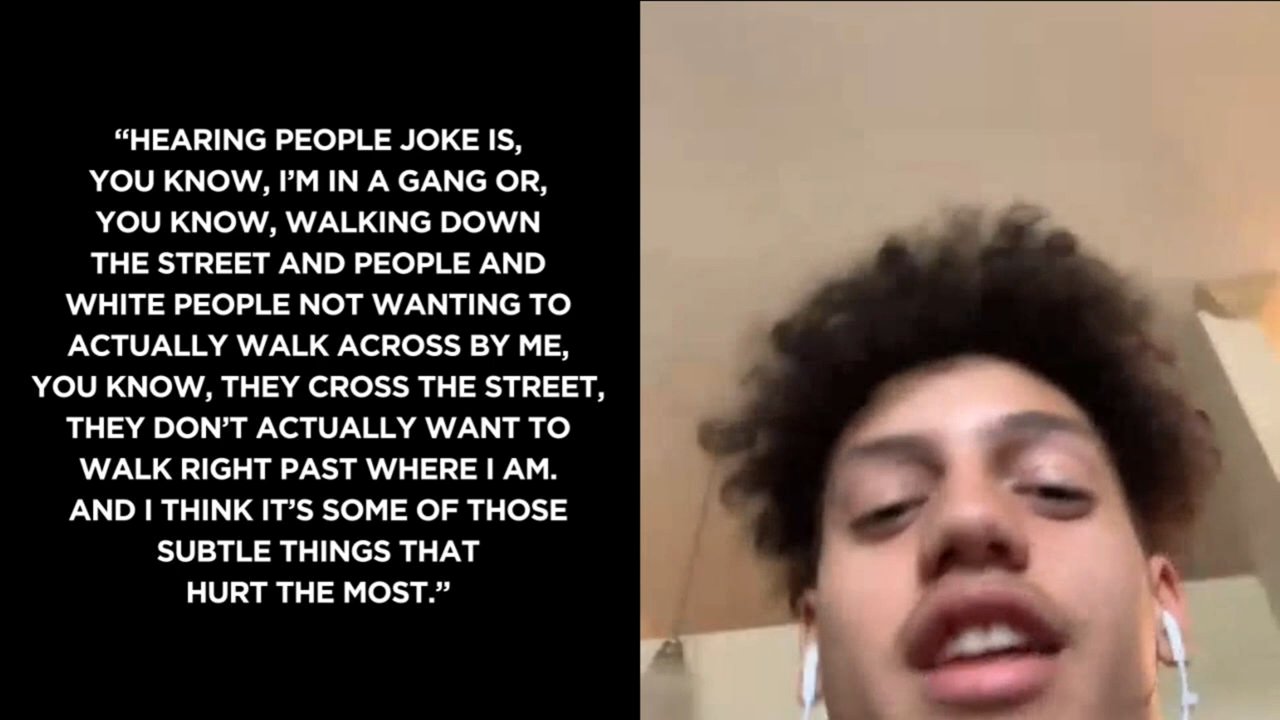 “HEARING PEOPLE JOKE IS,
YOU KNOW, I’M IN A GANG OR,
YOU KNOW, WALKING DOWN
THE STREET AND PEOPLE AND
WHITE PEOPLE NOT WANTING TO
ACTUALLY WALK ACROSS BY ME,
YOU KNOW, THEY CROSS THE STREET,
THEY DON’T ACTUALLY WANT TO
WALK RIGHT PAST WHERE I AM.
AND I THINK IT’S SOME OF THOSE
SUBTLE THINGS THAT
HURT THE MOST.”